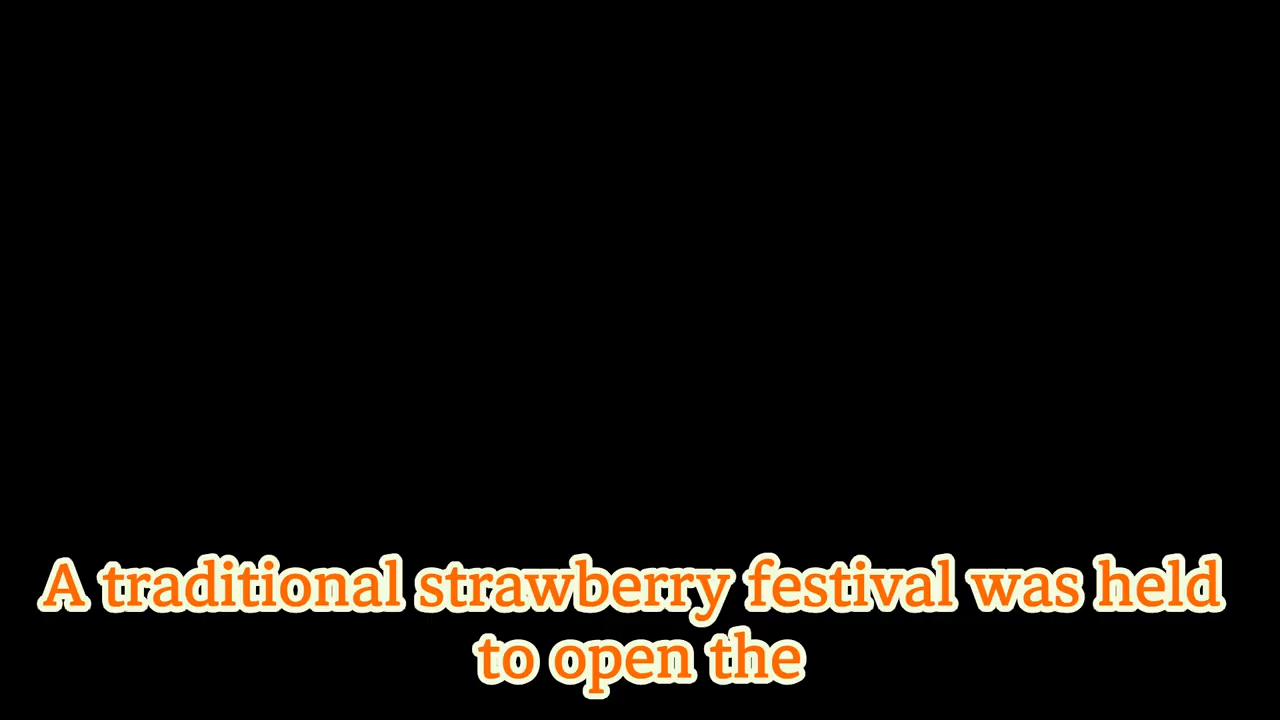 A traditional strawberry festival was held
to open the